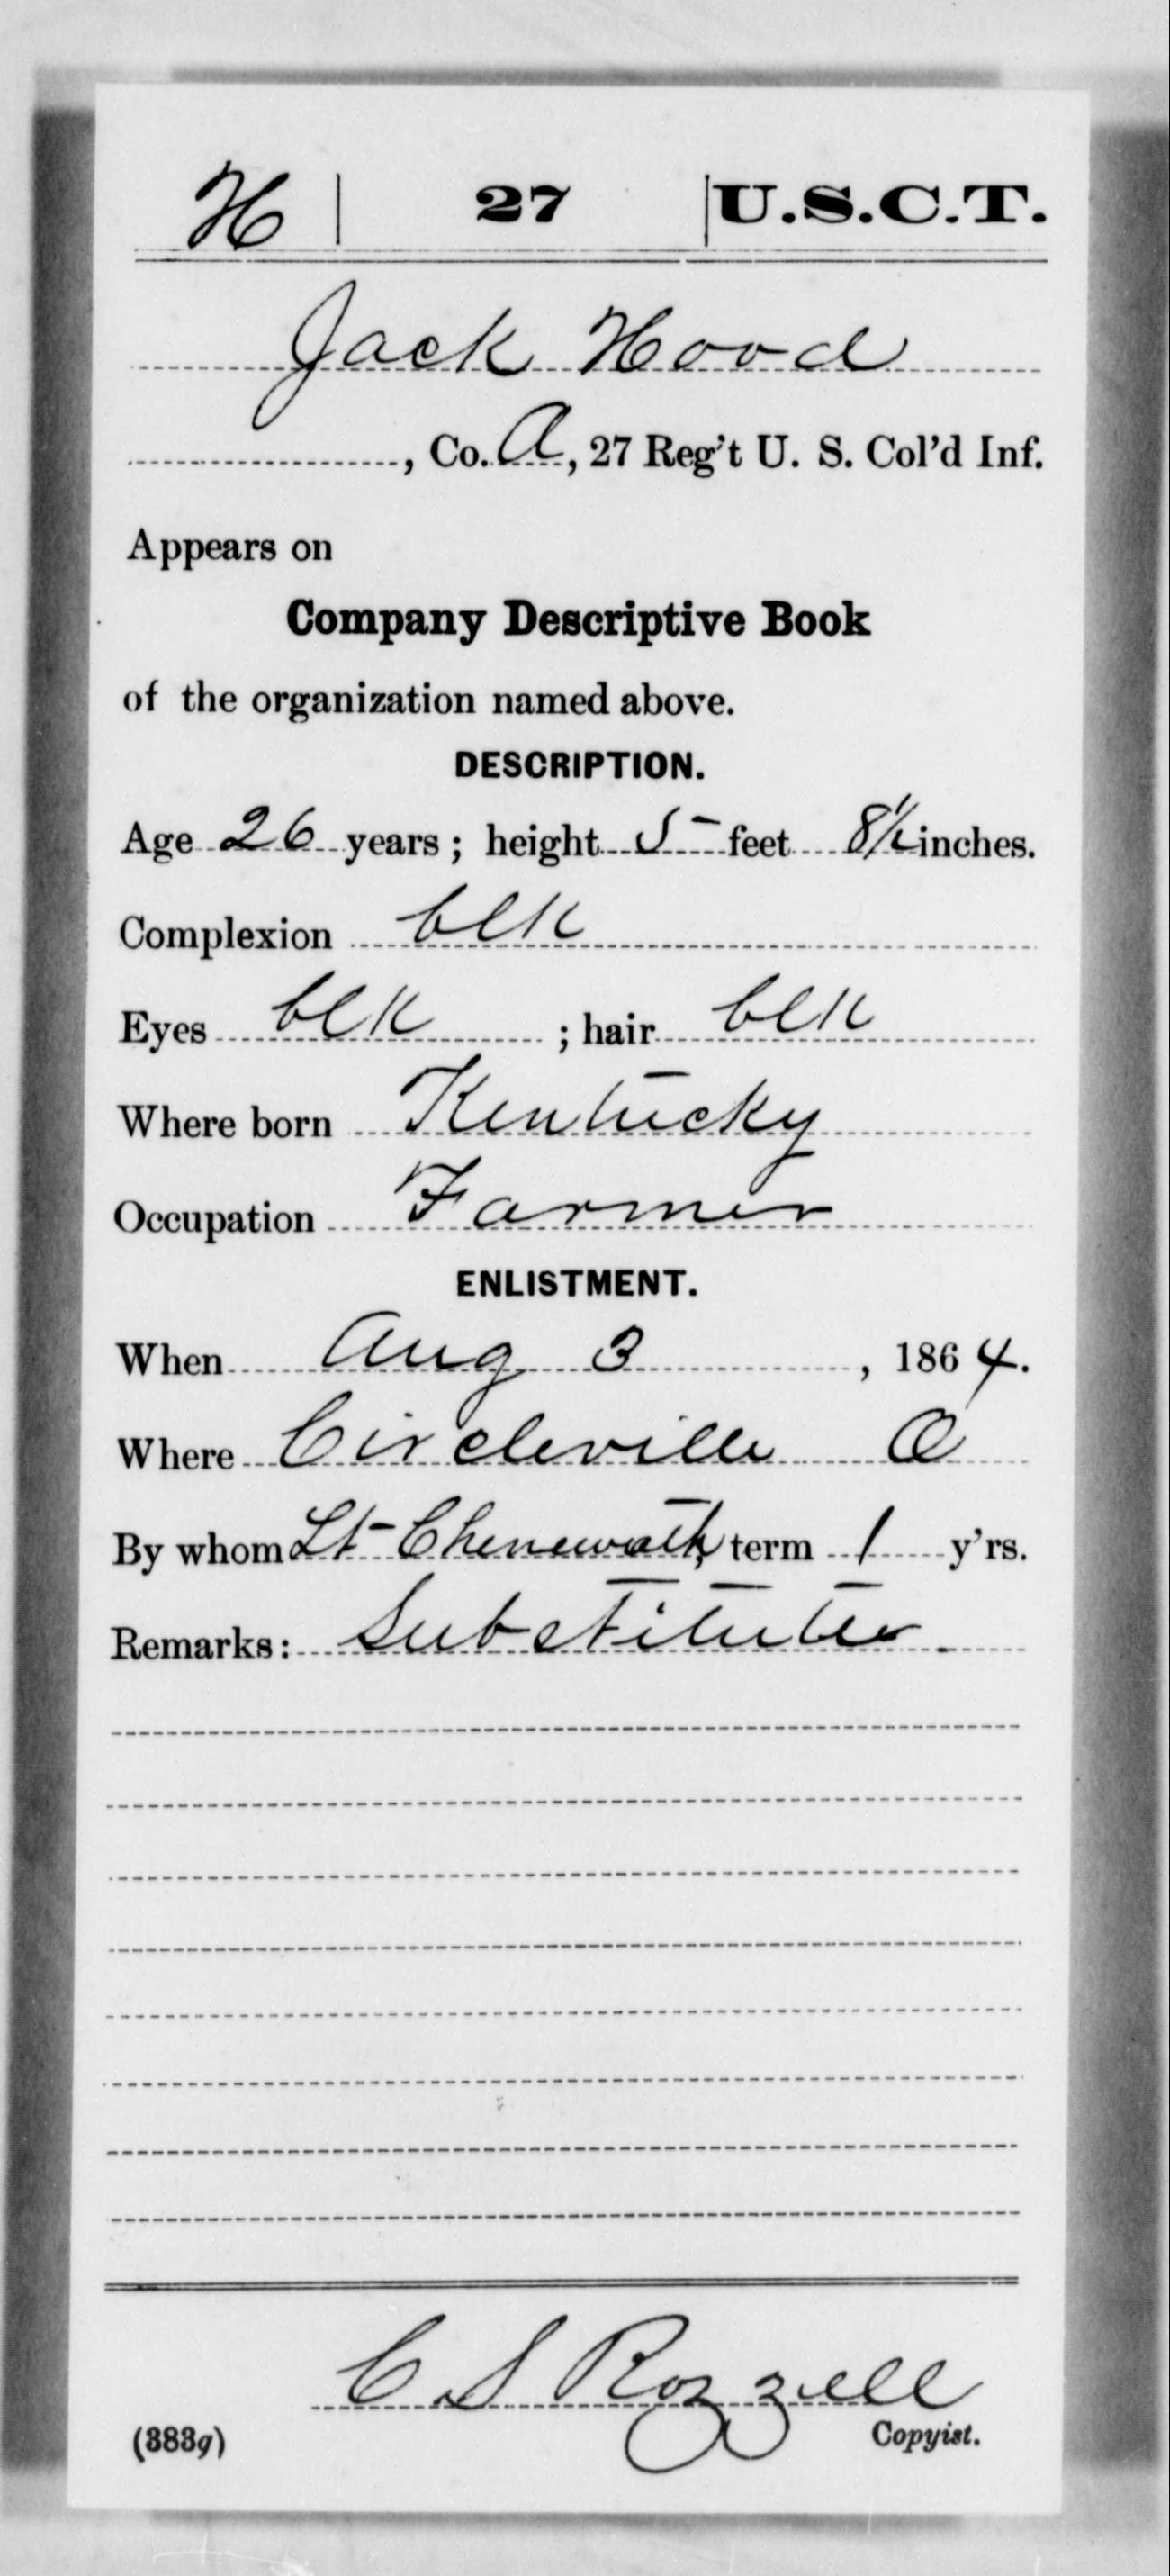 H | 27 | U.S.C.T.
Jack Hood
, Co. A, 27 Reg't U. S. Col'd Inf.
Appears on
Company Descriptive Book
of the organization named above.
DESCRIPTION.
Age 26 years; height 5 feet 8½ inches.
Complexion blk
Eyes blk ; hair blk
Where born Kentucky
Occupation Farmer
ENLISTMENT.
When Aug 3, 1864.
Where Circleville O
By whom Lt Chenewath, term 1 y'rs.
Remarks: Substitute.
C S Rozzell
(383g) Copyist.